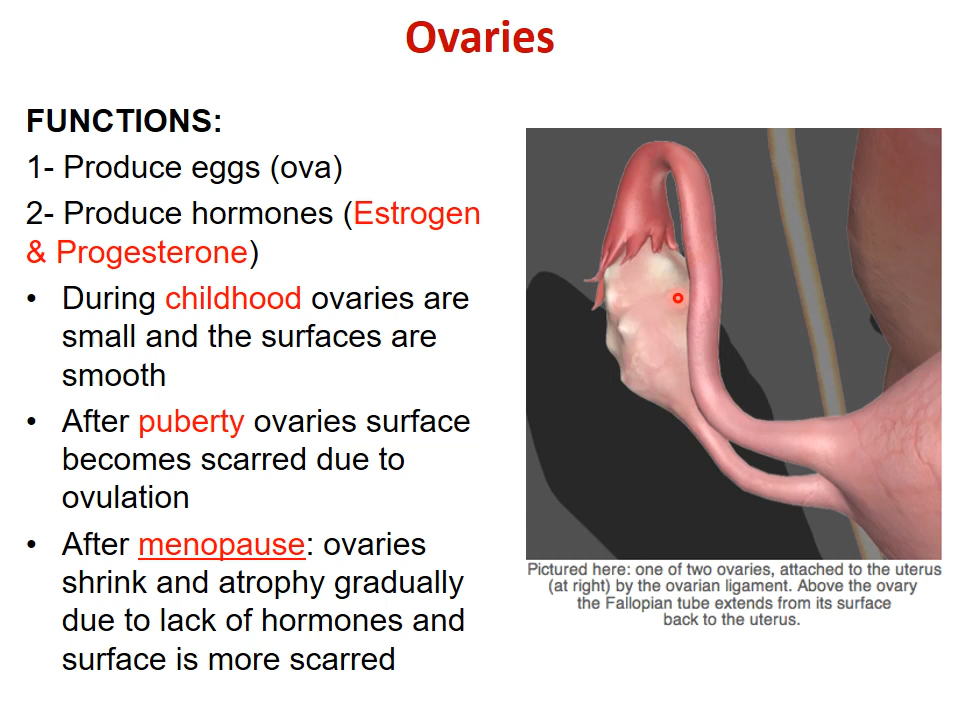 Ovaries
FUNCTIONS:
1- Produce eggs (ova)
2- Produce hormones (Estrogen
& Progesterone)
• During childhood ovaries are
small and the surfaces are
smooth
• After puberty ovaries surface
becomes scarred due to
ovulation
• After menopause: ovaries
shrink and atrophy gradually
due to lack of hormones and
surface is more scarred
Pictured here: one of two ovaries, attached to the uterus
(at right) by the ovarian ligament. Above the ovary
the Fallopian tube extends from its surface
back to the uterus.